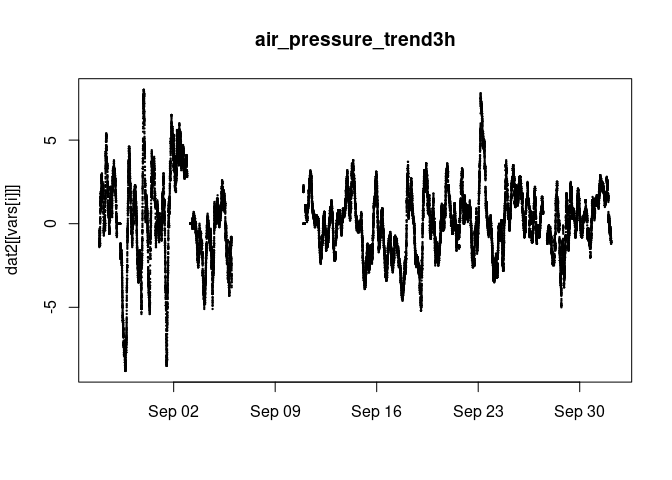 air_pressure_trend3h
dat2[[vars[i]]]
5
0
-5
Sep 02 Sep 09 Sep 16 Sep 23 Sep 30